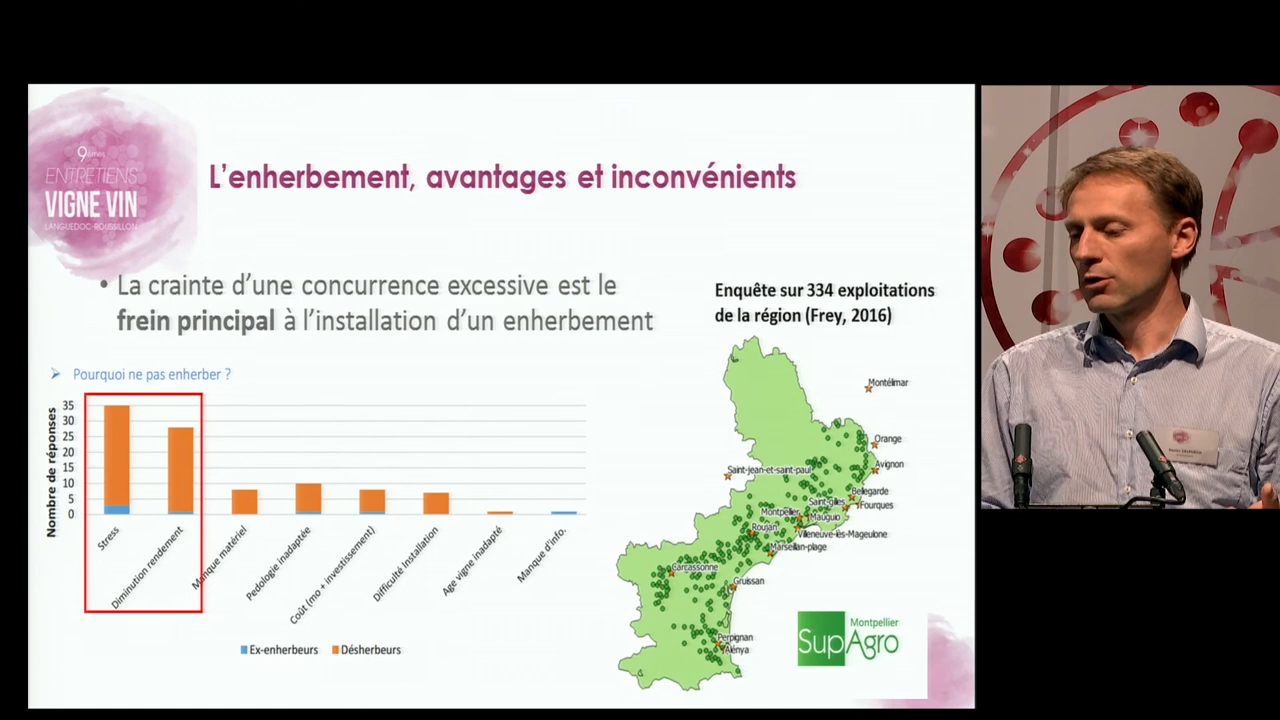 9èmes
ENTRETIENS
VIGNE VIN
LANGUEDOC-ROUSSILLON
L'enherbement, avantages et inconvénients
• La crainte d'une concurrence excessive est le
frein principal à l'installation d'un enherbement
Enquête sur 334 exploitations
de la région (Frey, 2016)
Pourquoi ne pas enherber ?
Nombre de réponses
35
30
25
20
15
10
5
0
Stress
Diminution rendement
Manque matériel
Pedologie inadaptée
Coût (mo + investissement)
Difficulté Installation
Age vigne inadapté
Manque d'info.
Ex-enherbeurs
Désherbeurs
Montélimar
Orange
Avignon
Saint-jean-et-saint-paul
Bellegarde
Saint-gilles
Fourques
Montpellier
Mauguio
Roujan
Villeneuve-lès-Maguelone
Marseillan-plage
Carcassonne
Gruissan
Perpignan
Alénya
Montpellier
SupAgro